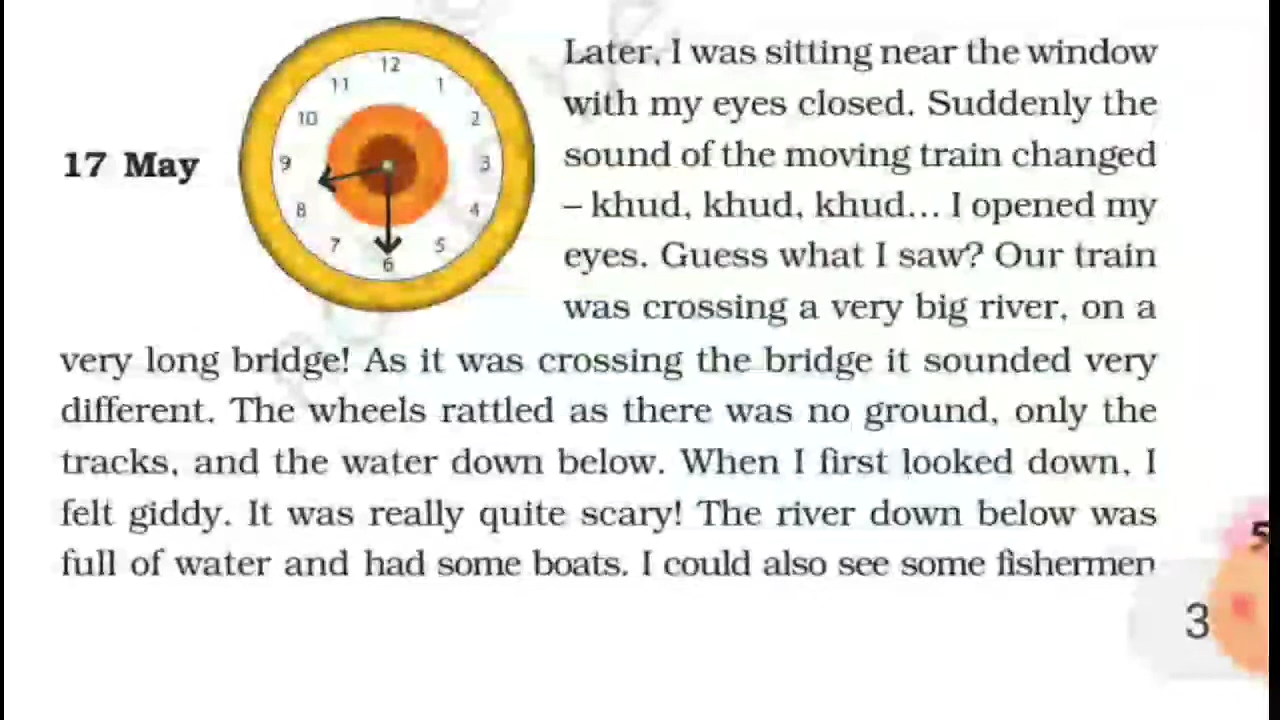 17 May
12
11 1
10 2
9 3
8 4
7 5
6
Later, I was sitting near the window
with my eyes closed. Suddenly the
sound of the moving train changed
– khud, khud, khud... I opened my
eyes. Guess what I saw? Our train
was crossing a very big river, on a
very long bridge! As it was crossing the bridge it sounded very
different. The wheels rattled as there was no ground, only the
tracks, and the water down below. When I first looked down, I
felt giddy. It was really quite scary! The river down below was
full of water and had some boats. I could also see some fishermen
5
3